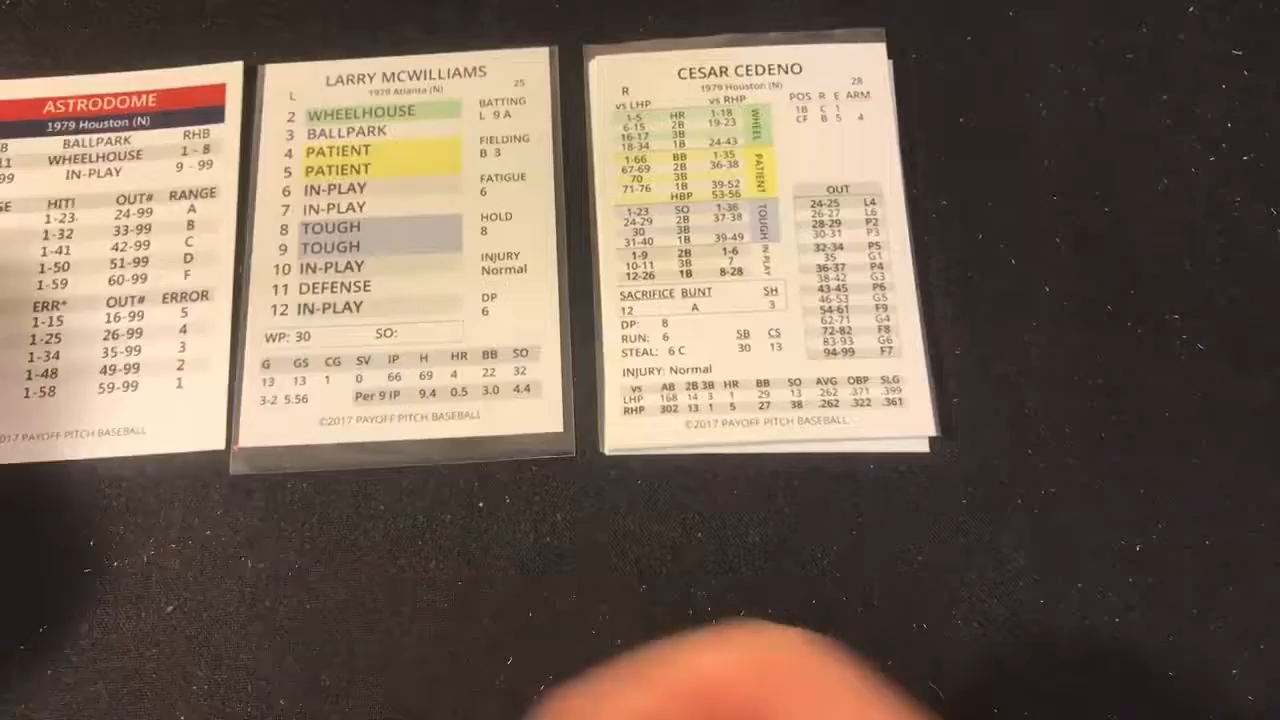 ASTRODOME
1979 Houston (N)
BALLPARK RHB
WHEELHOUSE 1 - 8
IN-PLAY 9 - 99
HIT! OUT# RANGE
1-23 24-99 A
1-32 33-99 B
1-41 42-99 C
1-50 51-99 D
1-59 60-99 F
ERR* OUT# ERROR
1-15 16-99 5
1-25 26-99 4
1-34 35-99 3
1-48 49-99 2
1-58 59-99 1
PAYOFF PITCH BASEBALL
LARRY MCWILLIAMS
1979 Atlanta (N)
25
L
2 WHEELHOUSE
3 BALLPARK
4 PATIENT
5 PATIENT
6 IN-PLAY
7 IN-PLAY
8 TOUGH
9 TOUGH
10 IN-PLAY
11 DEFENSE
12 IN-PLAY
BATTING
L 9 A
FIELDING
B 3
FATIGUE
6
HOLD
8
INJURY
Normal
DP
6
WP: 30 SO:
G GS CG SV IP H HR BB SO
13 13 1 0 66 69 4 22 32
3-2 5.56 Per 9 IP 9.4 0.5 3.0 4.4
©2017 PAYOFF PITCH BASEBALL
CESAR CEDENO
1979 Houston (N)
28
R
vs LHP vs RHP
1-5 HR 1-18
6-15 2B 19-23
16-17 3B
18-34 1B 24-43
WHEEL
1-66 BB 1-35
67-69 2B 36-38
70 3B
71-76 1B 39-52
HBP 53-56
PATIENT
1-23 SO 1-36
24-29 2B 37-38
30 3B
31-40 1B 39-49
TOUGH
1-9 2B 1-6
10-11 3B 7
12-26 1B 8-28
IN-PLAY
POS R E ARM
1B C 1
CF B 5 4
OUT
24-25 L4
26-27 L6
28-29 P2
30-31 P3
32-34 P5
35 G1
36-37 P4
38-42 G3
43-45 P6
46-53 G5
54-61 F9
62-71 G4
72-82 F8
83-93 G6
94-99 F7
SACRIFICE BUNT SH
12 A 3
DP: 8
RUN: 6 SB CS
STEAL: 6 C 30 13
INJURY: Normal
vs AB 2B 3B HR BB SO AVG OBP SLG
LHP 168 14 3 1 29 13 .262 .371 .399
RHP 302 13 1 5 27 38 .262 .322 .361
©2017 PAYOFF PITCH BASEBALL